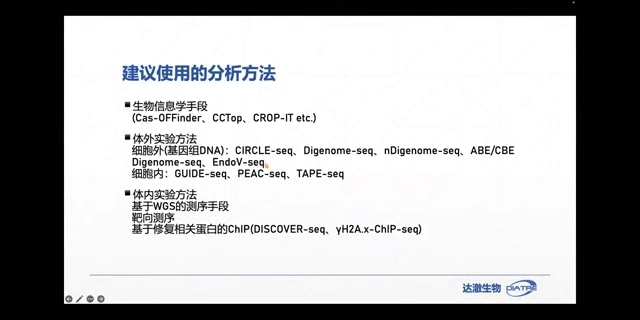 建议使用的分析方法
生物信息学手段
(Cas-OFFinder、CCTop、CROP-IT etc.)
体外实验方法
细胞外(基因组DNA)：CIRCLE-seq、Digenome-seq、nDigenome-seq、ABE/CBE
Digenome-seq、EndoV-seq
细胞内：GUIDE-seq、PEAC-seq、TAPE-seq
体内实验方法
基于WGS的测序手段
靶向测序
基于修复相关蛋白的ChIP(DISCOVER-seq、γH2A.x-ChIP-seq)
达澈生物 DIATRE